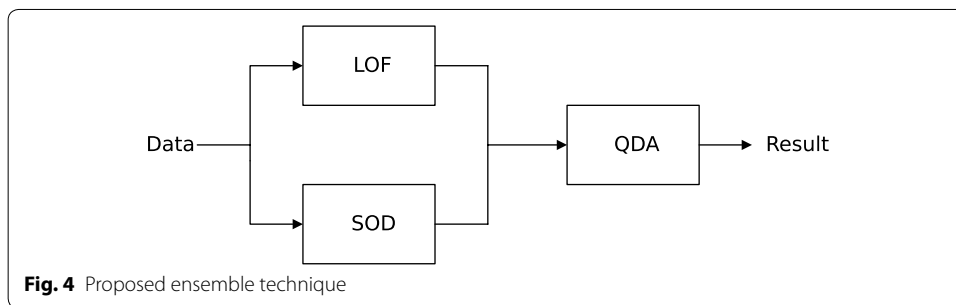 LOF
Data
QDA
Result
SOD
Fig. 4 Proposed ensemble technique